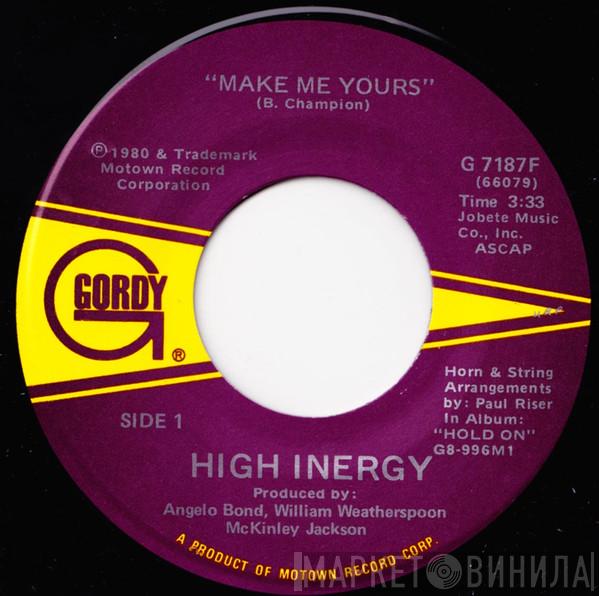 "MAKE ME YOURS"
(B. Champion)
℗ 1980 & Trademark
Motown Record
Corporation
G 7187F
(66079)
Time 3:33
Jobete Music
Co., Inc.
ASCAP
GORDY
®
SIDE 1
Horn & String
Arrangements
by: Paul Riser
In Album:
"HOLD ON"
G8-996M1
HIGH INERGY
Produced by:
Angelo Bond, William Weatherspoon
McKinley Jackson
A PRODUCT OF MOTOWN RECORD CORP.
МАРКЕТ ВИНИЛА